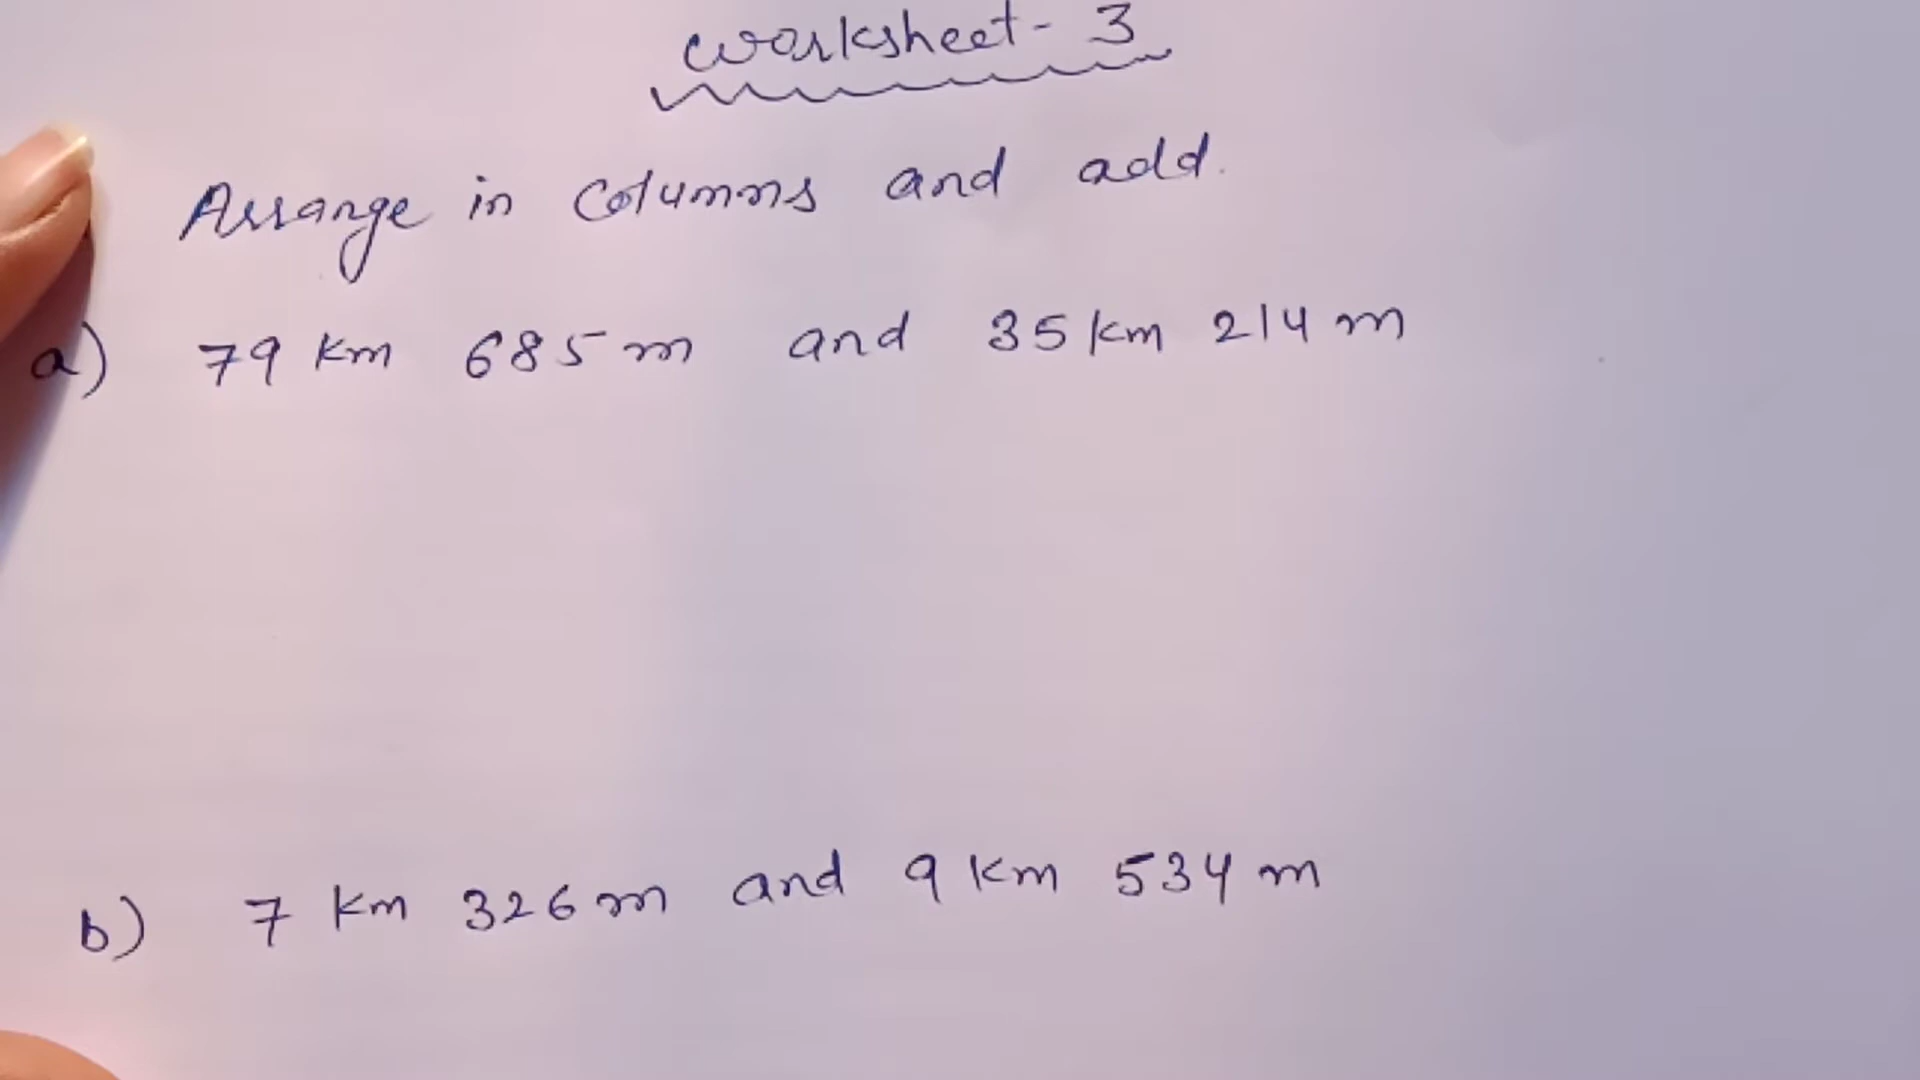 Worksheet - 3
Arrange in Columns and add.
a) 79 km 685 m and 35 km 214 m
b) 7 km 326 m and 9 km 534 m